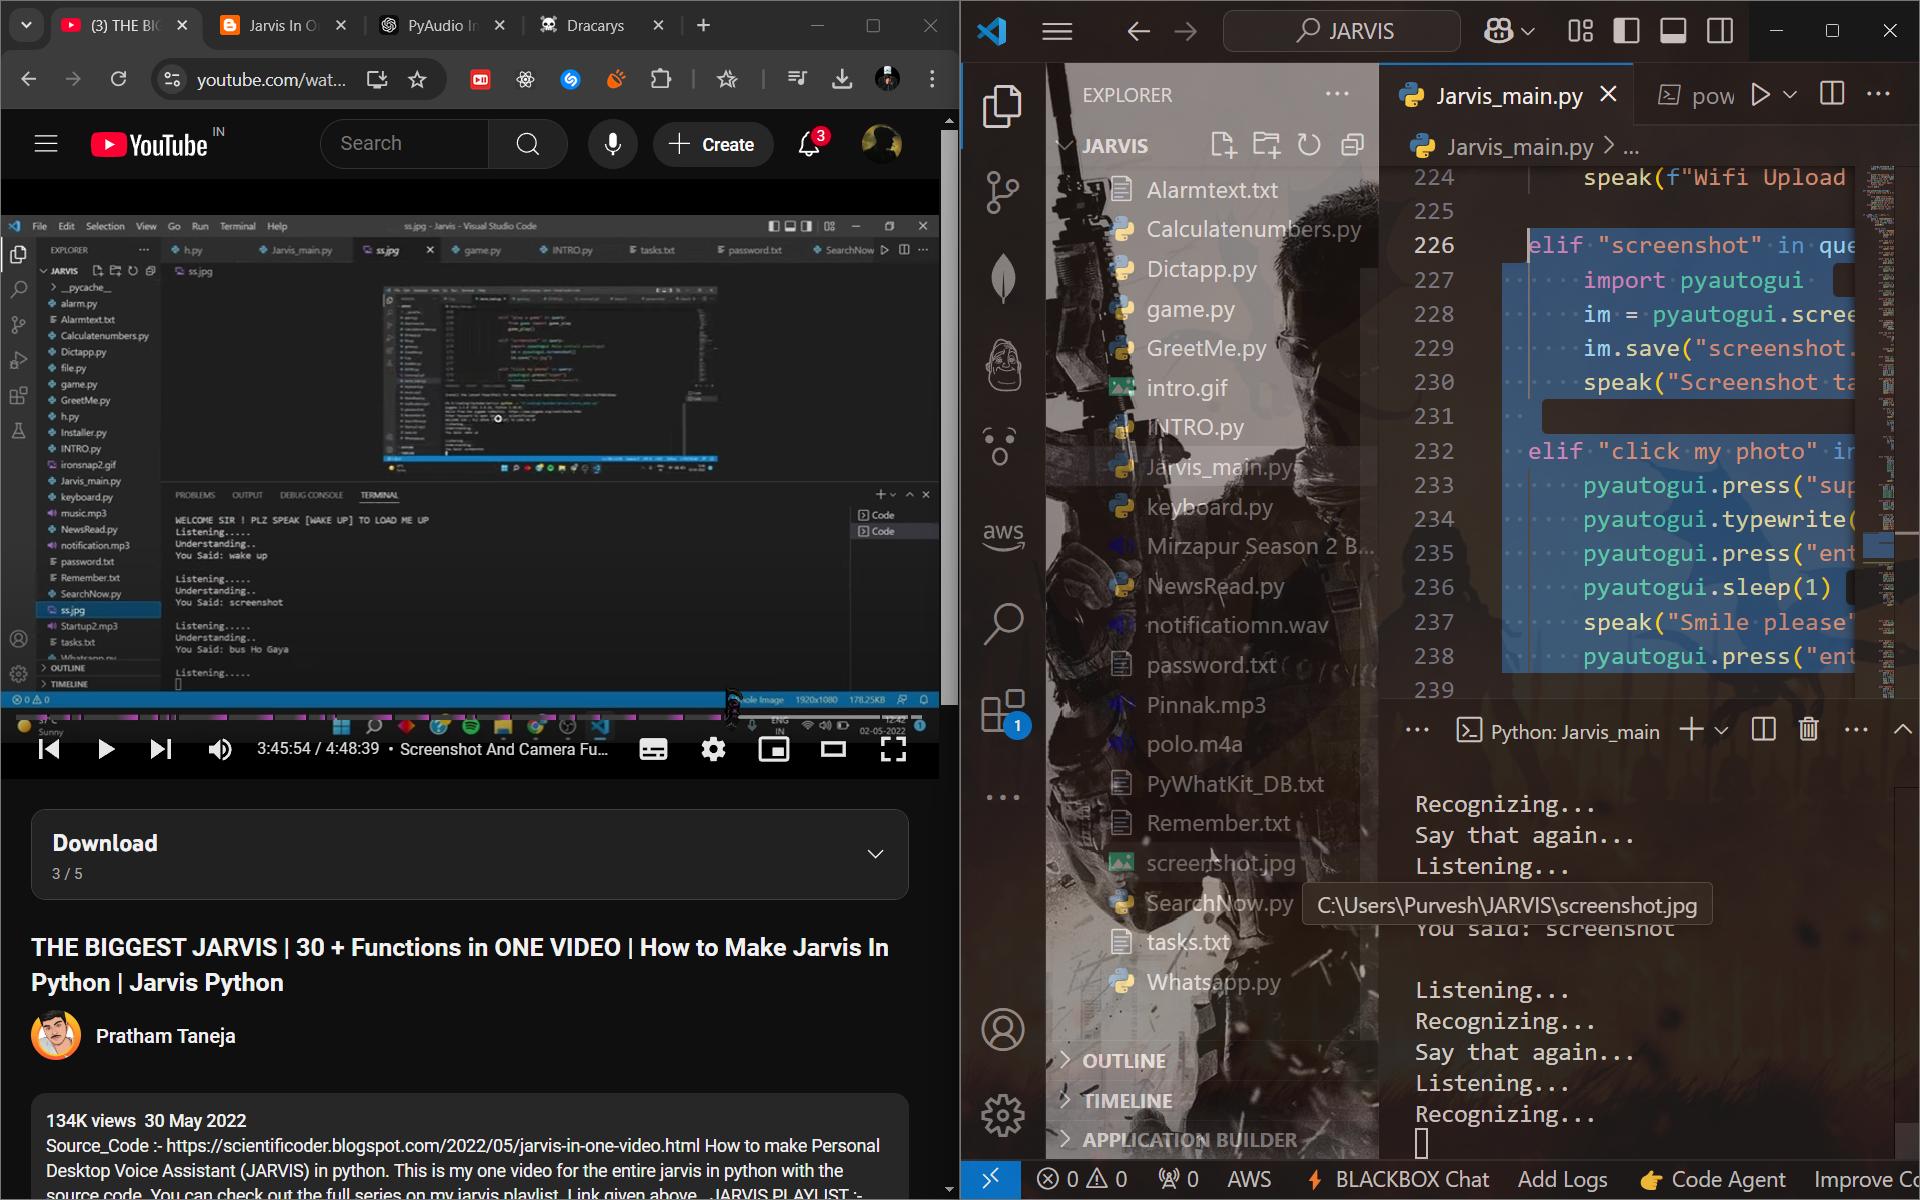 (3) THE BI
Jarvis In O
PyAudio In
Dracarys
youtube.com/wat...
YouTube
IN
Search
Create
3
File Edit Selection View Go Run Terminal Help
ss.jpg - Jarvis - Visual Studio Code
EXPLORER
h.py
Jarvis_main.py
ss.jpg
game.py
INTRO.py
tasks.txt
password.txt
SearchNow
JARVIS
ss.jpg
__pycache__
alarm.py
Alarmtext.txt
Calculatenumbers.py
Dictapp.py
file.py
game.py
GreetMe.py
h.py
Installer.py
INTRO.py
ironsnap2.gif
Jarvis_main.py
keyboard.py
music.mp3
NewsRead.py
notification.mp3
password.txt
Remember.txt
SearchNow.py
ss.jpg
Startup2.mp3
tasks.txt
Whatsapp.py
OUTLINE
TIMELINE
PROBLEMS OUTPUT DEBUG CONSOLE TERMINAL
Code
Code
WELCOME SIR ! PLZ SPEAK [WAKE UP] TO LOAD ME UP
Listening.....
Understanding..
You Said: wake up
Listening.....
Understanding..
You Said: screenshot
Listening.....
Understanding..
You Said: bus Ho Gaya
Listening.....
0 0
Image 1920x1080 178.25KB
Sunny
ENG
IN
12:42
02-05-2022
3:45:54 / 4:48:39 • Screenshot And Camera Fu...
Download
3 / 5
THE BIGGEST JARVIS | 30 + Functions in ONE VIDEO | How to Make Jarvis In
Python | Jarvis Python
Pratham Taneja
134K views 30 May 2022
Source_Code :- https://scientificoder.blogspot.com/2022/05/jarvis-in-one-video.html How to make Personal
Desktop Voice Assistant (JARVIS) in python. This is my one video for the entire jarvis in python with the
source code. You can check out the full series on my jarvis playlist. Link given above.. JARVIS PLAYLIST :-
JARVIS
EXPLORER
JARVIS
Alarmtext.txt
Calculatenumbers.py
Dictapp.py
game.py
GreetMe.py
intro.gif
INTRO.py
Jarvis_main.py
keyboard.py
Mirzapur Season 2 B...
NewsRead.py
notificatiomn.wav
password.txt
Pinnak.mp3
polo.m4a
PyWhatKit_DB.txt
Remember.txt
screenshot.jpg
SearchNow.py
tasks.txt
Whatsapp.py
OUTLINE
TIMELINE
APPLICATION BUILDER
aws
1
C:\Users\Purvesh\JARVIS\screenshot.jpg
Jarvis_main.py
pow
Jarvis_main.py > ...
224 speak(f"Wifi Upload
225
226 elif "screenshot" in que
227 import pyautogui
228 im = pyautogui.scree
229 im.save("screenshot.
230 speak("Screenshot ta
231
232 elif "click my photo" in
233 pyautogui.press("sup
234 pyautogui.typewrite(
235 pyautogui.press("ent
236 pyautogui.sleep(1)
237 speak("Smile please"
238 pyautogui.press("ent
239
Python: Jarvis_main
Recognizing...
Say that again...
Listening...
You said: screenshot
Listening...
Recognizing...
Say that again...
Listening...
Recognizing...
0 0 0 AWS BLACKBOX Chat Add Logs Code Agent Improve Co